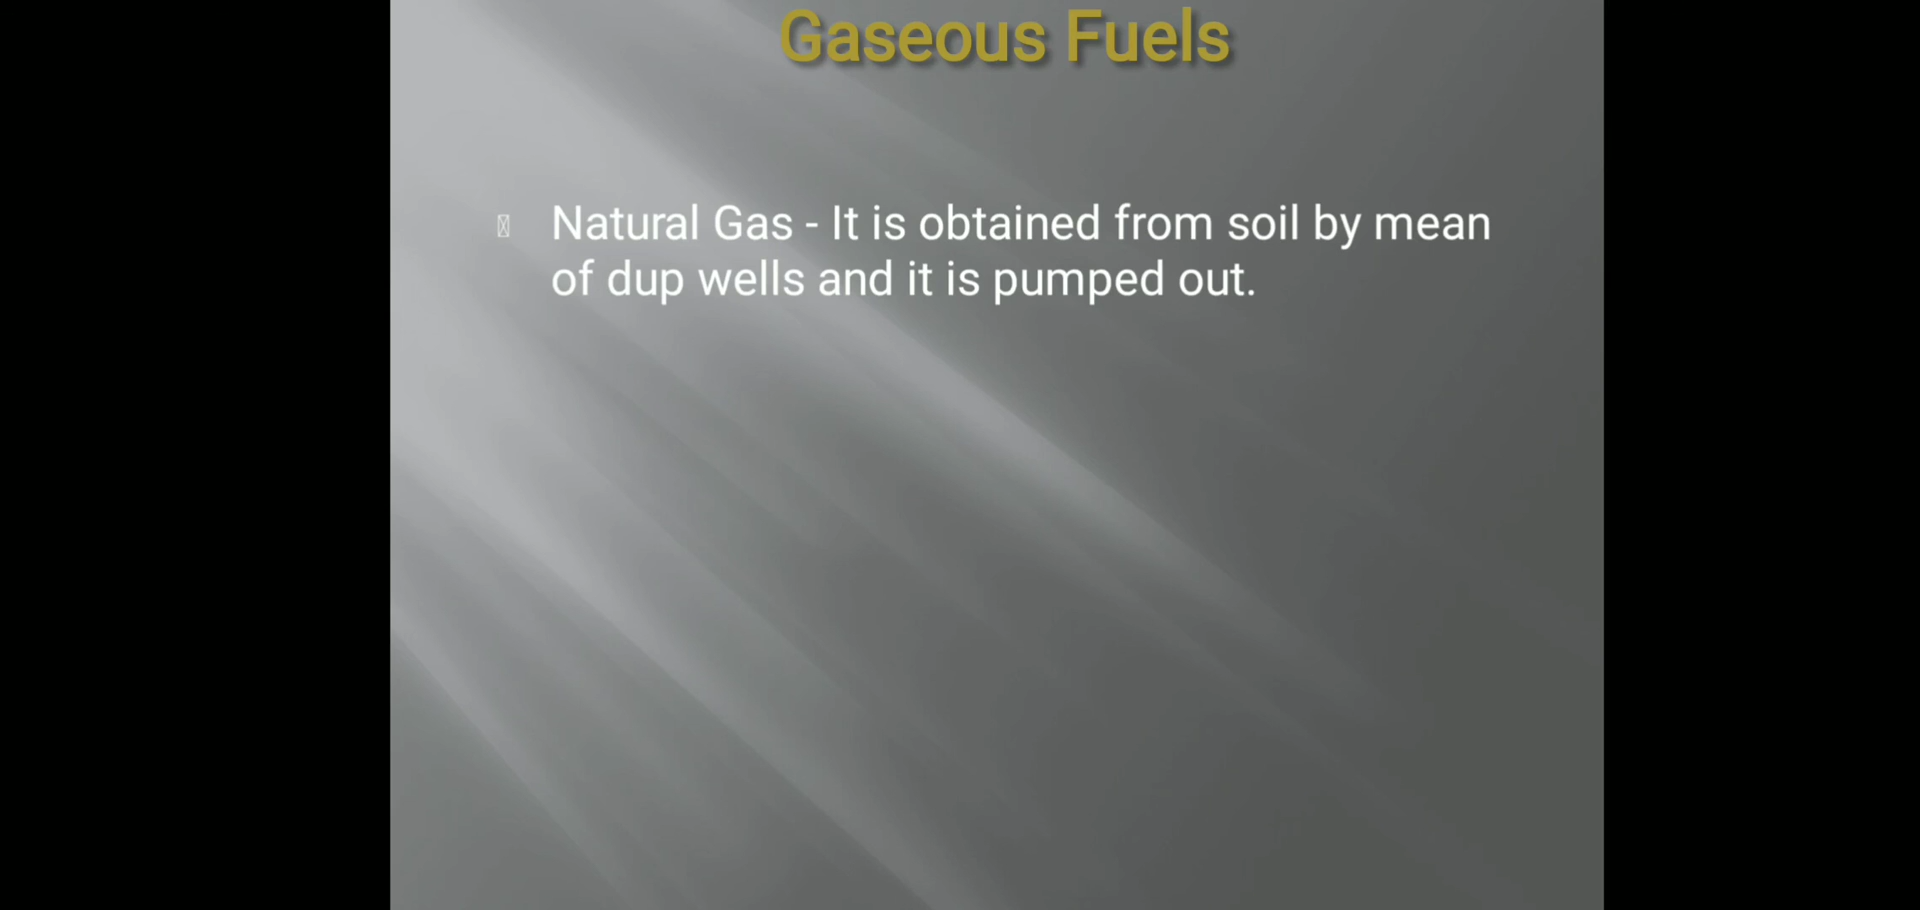 Gaseous Fuels
Natural Gas - It is obtained from soil by mean
of dup wells and it is pumped out.